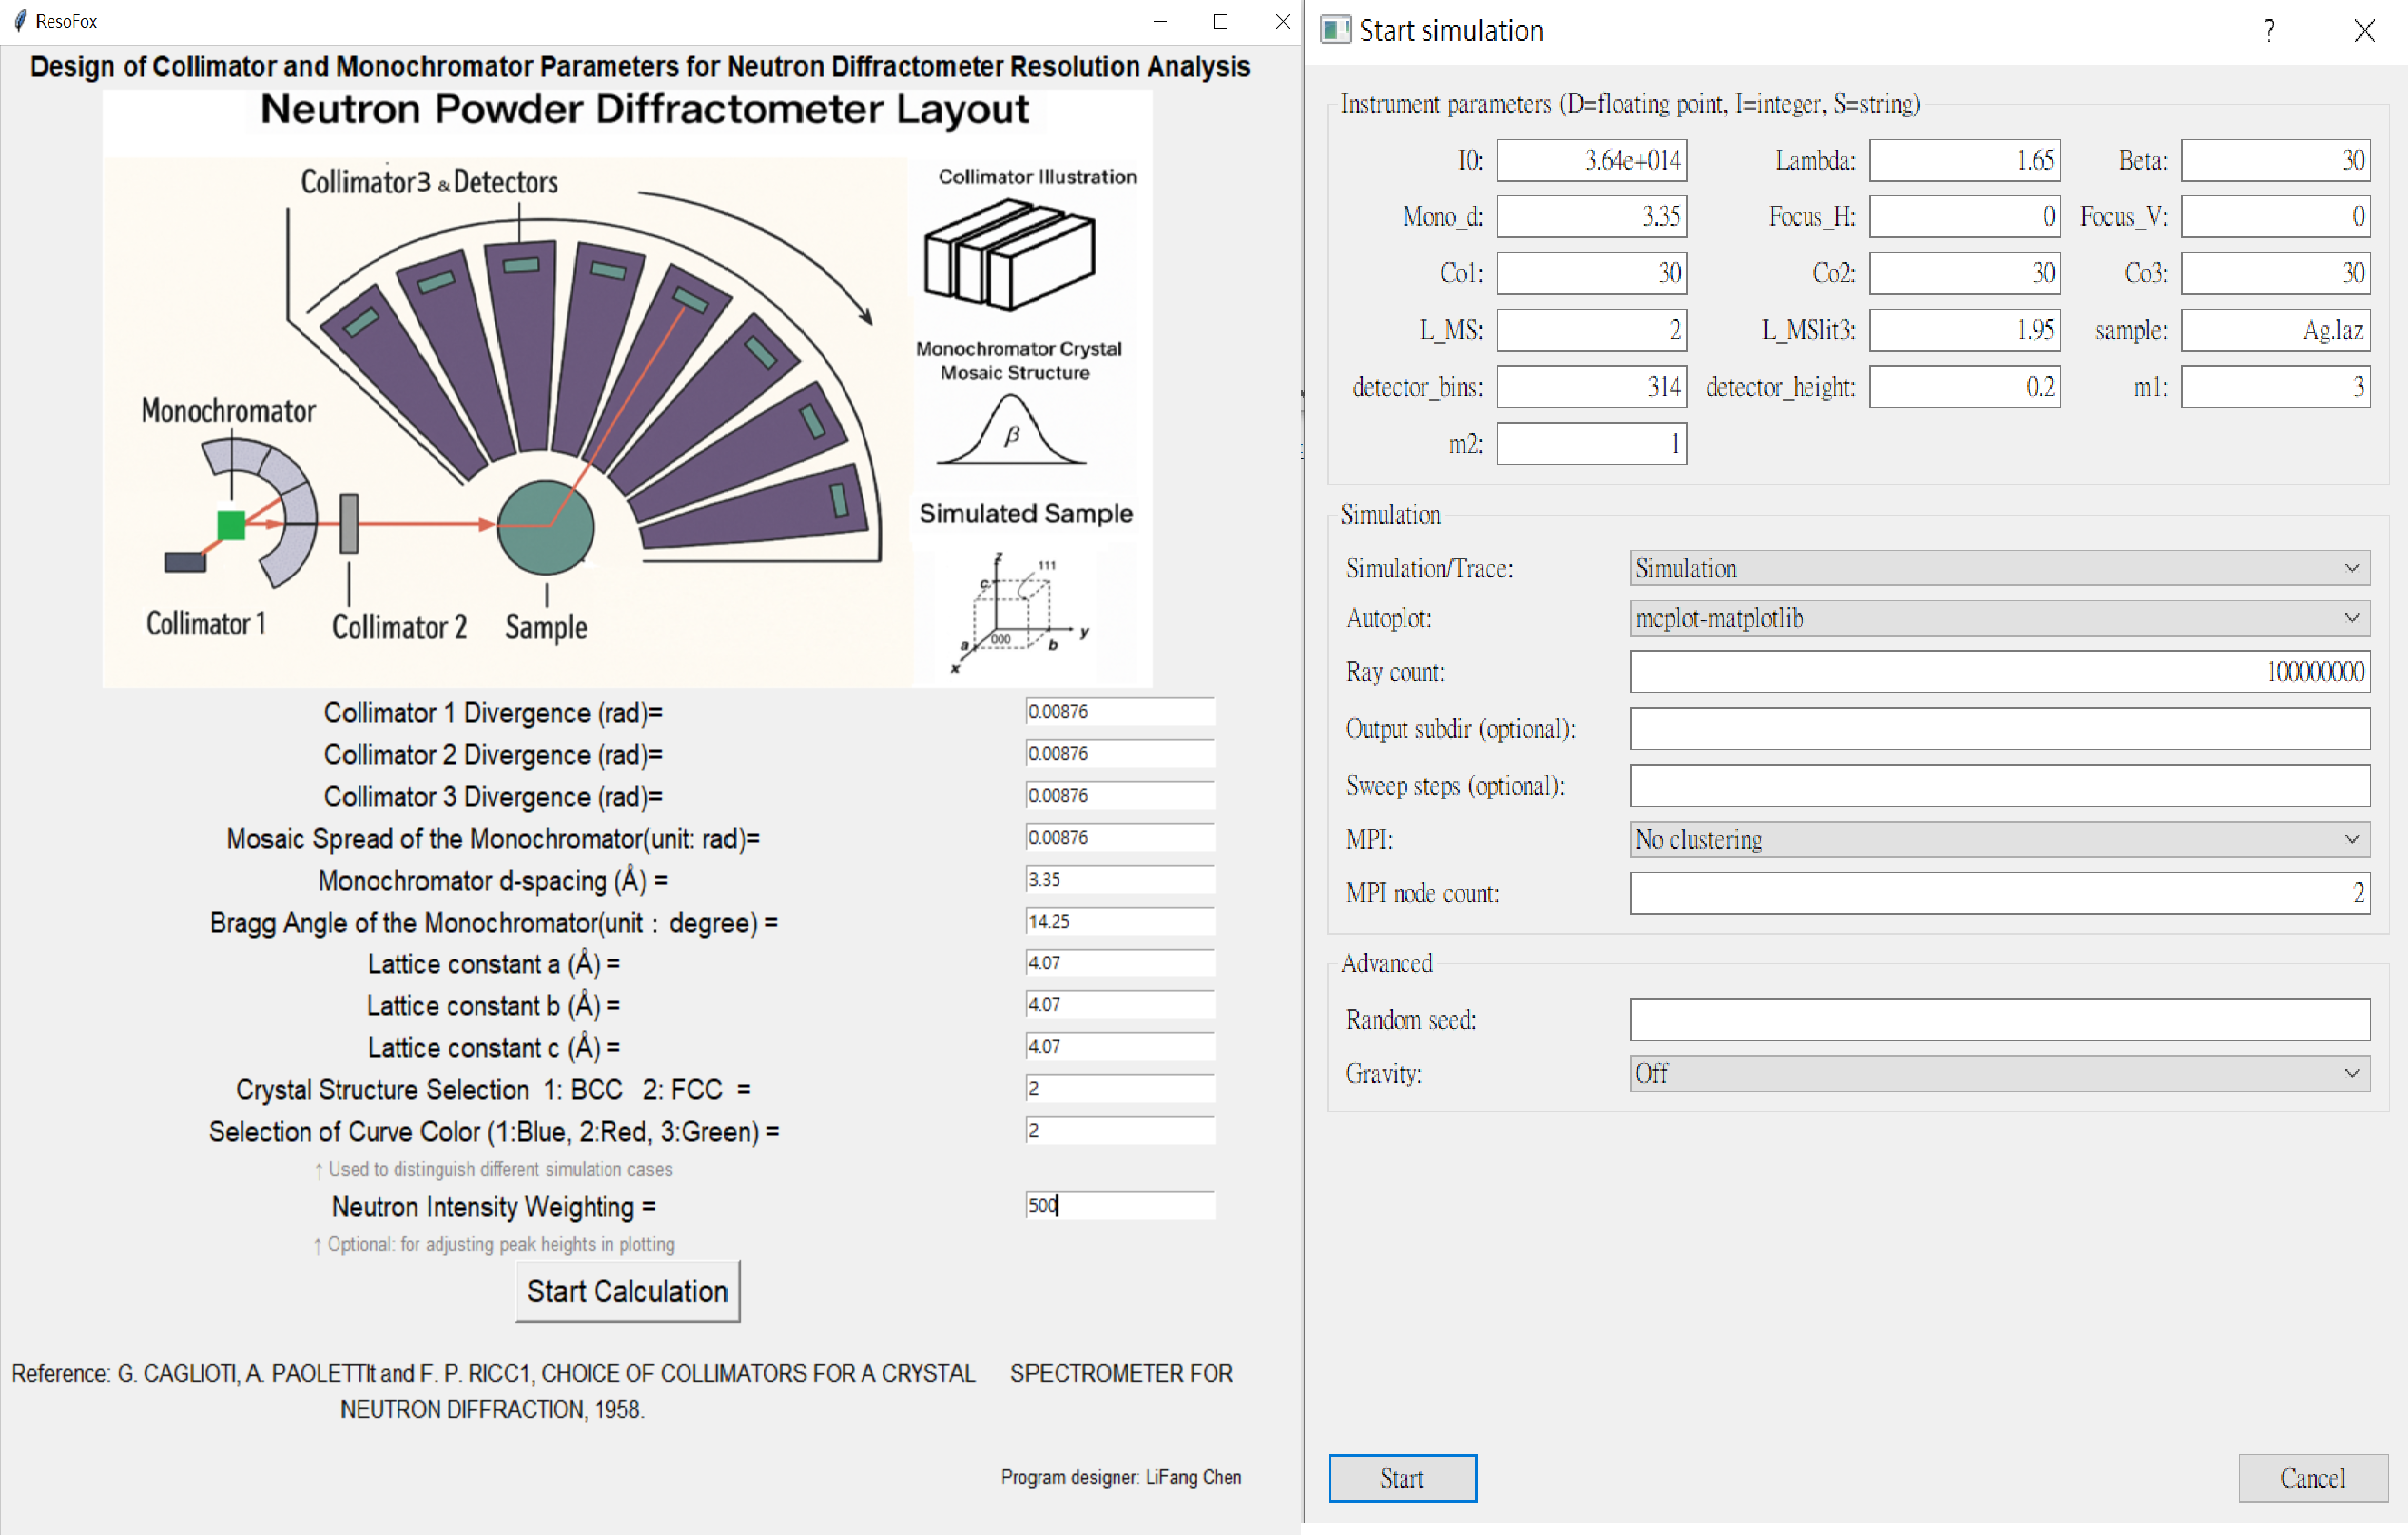 ResoFox
Design of Collimator and Monochromator Parameters for Neutron Diffractometer Resolution Analysis
Neutron Powder Diffractometer Layout
Collimator3 & Detectors
Collimator Illustration
Monochromator Crystal
Mosaic Structure
β
Monochromator
Simulated Sample
z
111
c
000
y
a
b
x
Collimator 1
Collimator 2
Sample
Collimator 1 Divergence (rad)= 0.00876
Collimator 2 Divergence (rad)= 0.00876
Collimator 3 Divergence (rad)= 0.00876
Mosaic Spread of the Monochromator(unit: rad)= 0.00876
Monochromator d-spacing (Å) = 3.35
Bragg Angle of the Monochromator(unit : degree) = 14.25
Lattice constant a (Å) = 4.07
Lattice constant b (Å) = 4.07
Lattice constant c (Å) = 4.07
Crystal Structure Selection 1: BCC 2: FCC = 2
Selection of Curve Color (1:Blue, 2:Red, 3:Green) = 2
↑ Used to distinguish different simulation cases
Neutron Intensity Weighting = 500
↑ Optional: for adjusting peak heights in plotting
Start Calculation
Reference: G. CAGLIOTI, A. PAOLETTIt and F. P. RICC1, CHOICE OF COLLIMATORS FOR A CRYSTAL SPECTROMETER FOR
NEUTRON DIFFRACTION, 1958.
Program designer: LiFang Chen
Start simulation ?
Instrument parameters (D=floating point, I=integer, S=string)
I0: 3.64e+014 Lambda: 1.65 Beta: 30
Mono_d: 3.35 Focus_H: 0 Focus_V: 0
Co1: 30 Co2: 30 Co3: 30
L_MS: 2 L_MSlit3: 1.95 sample: Ag.laz
detector_bins: 314 detector_height: 0.2 m1: 3
m2: 1
Simulation
Simulation/Trace: Simulation
Autoplot: mcplot-matplotlib
Ray count: 100000000
Output subdir (optional):
Sweep steps (optional):
MPI: No clustering
MPI node count: 2
Advanced
Random seed:
Gravity: Off
Start Cancel